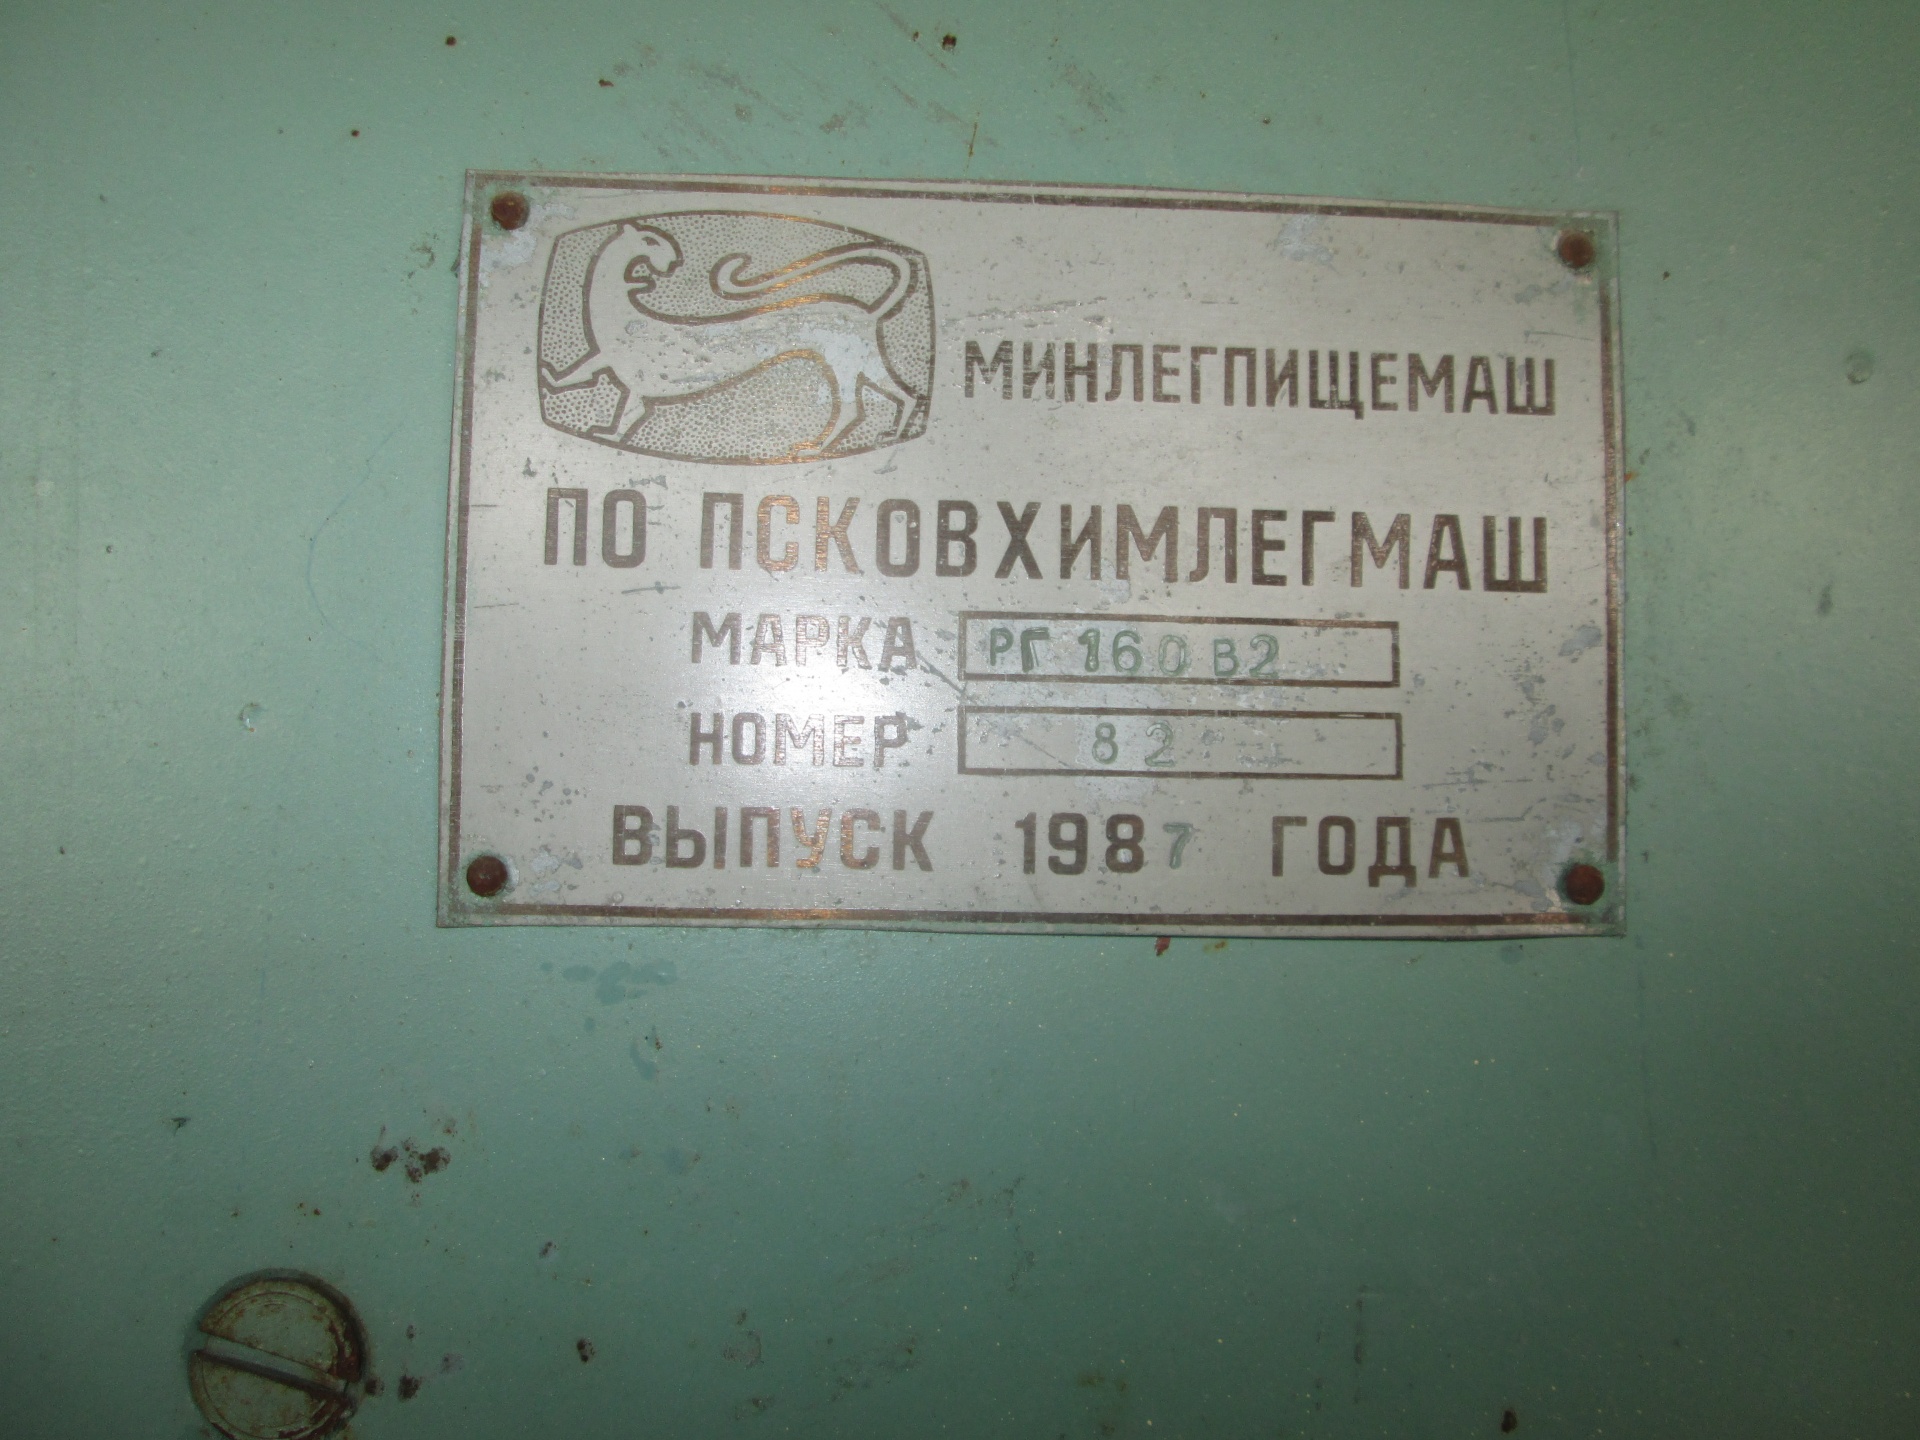 МИНЛЕГПИЩЕМАШ
ПО ПСКОВХИМЛЕГМАШ
МАРКА РГ 160 В2
НОМЕР 82
ВЫПУСК 1987 ГОДА